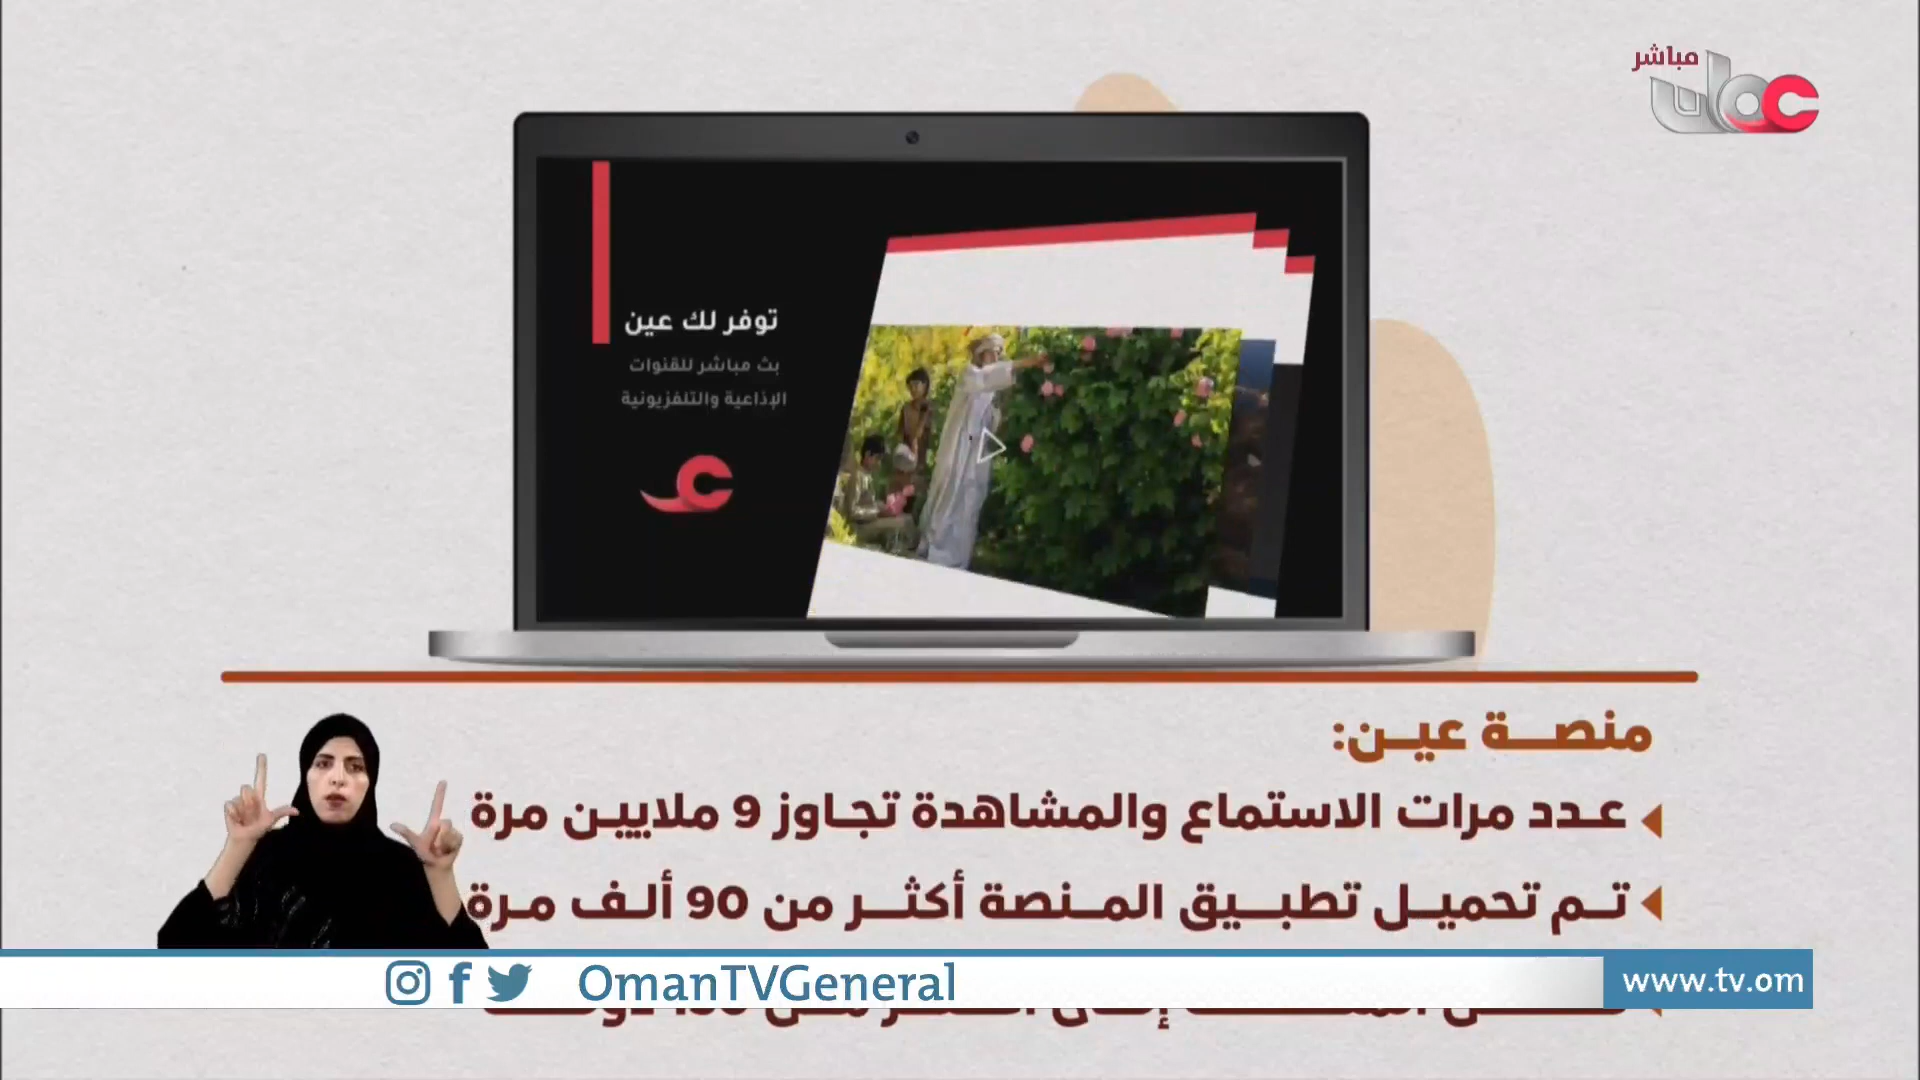 مباشر
عمان
توفر لك عين
بث مباشر للقنوات
الإذاعية والتلفزيونية
منصة عين:
عدد مرات الاستماع والمشاهدة تجاوز 9 ملايين مرة
تم تحميل تطبيق المنصة أكثر من 90 ألف مرة
OmanTVGeneral
www.tv.om